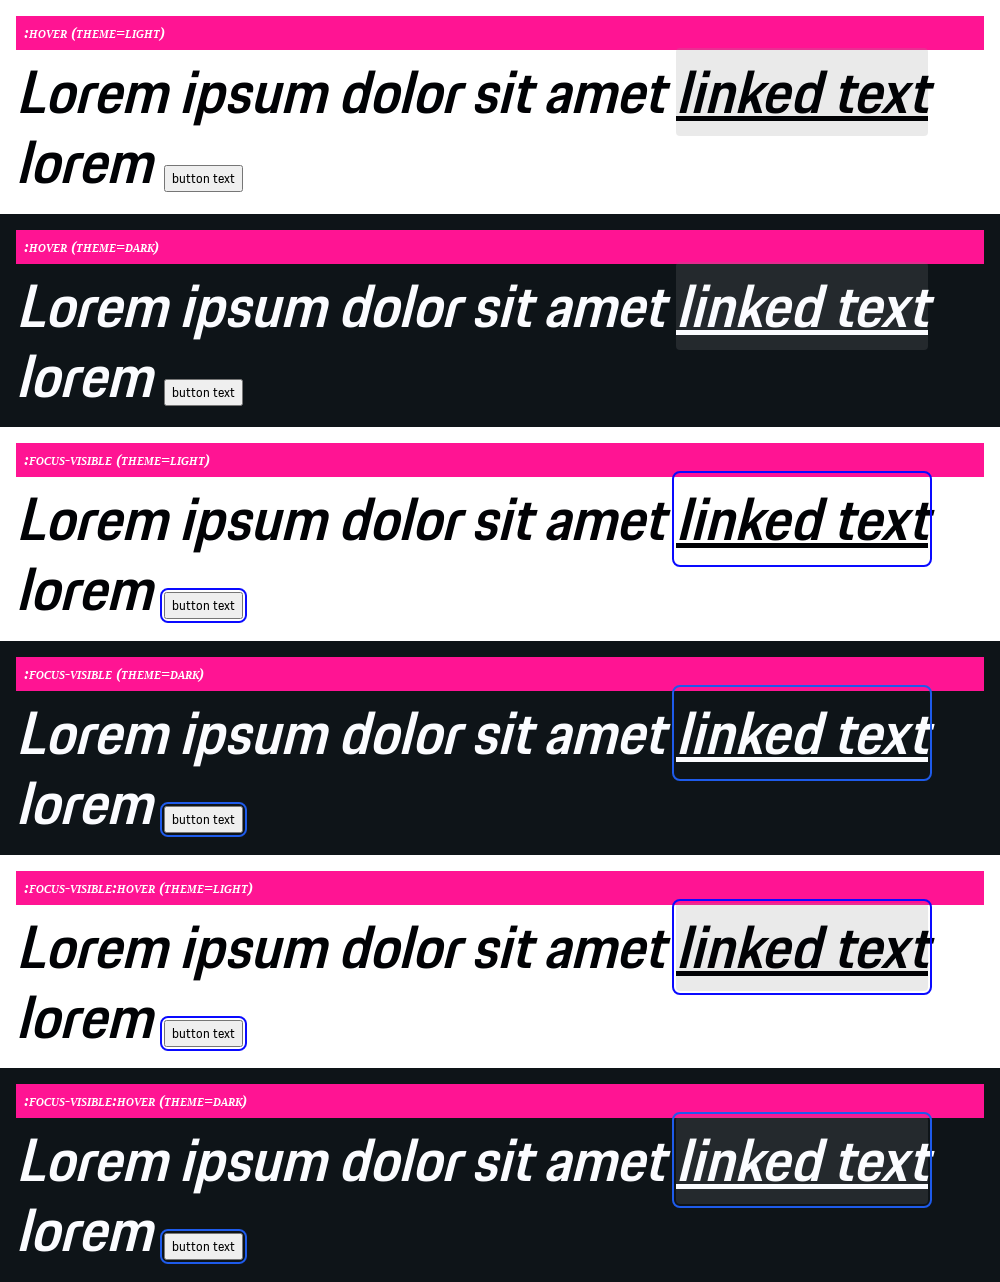 :hover (theme=light)
Lorem ipsum dolor sit amet linked text
lorem button text
:hover (theme=dark)
Lorem ipsum dolor sit amet linked text
lorem button text
:focus-visible (theme=light)
Lorem ipsum dolor sit amet linked text
lorem button text
:focus-visible (theme=dark)
Lorem ipsum dolor sit amet linked text
lorem button text
:focus-visible:hover (theme=light)
Lorem ipsum dolor sit amet linked text
lorem button text
:focus-visible:hover (theme=dark)
Lorem ipsum dolor sit amet linked text
lorem button text